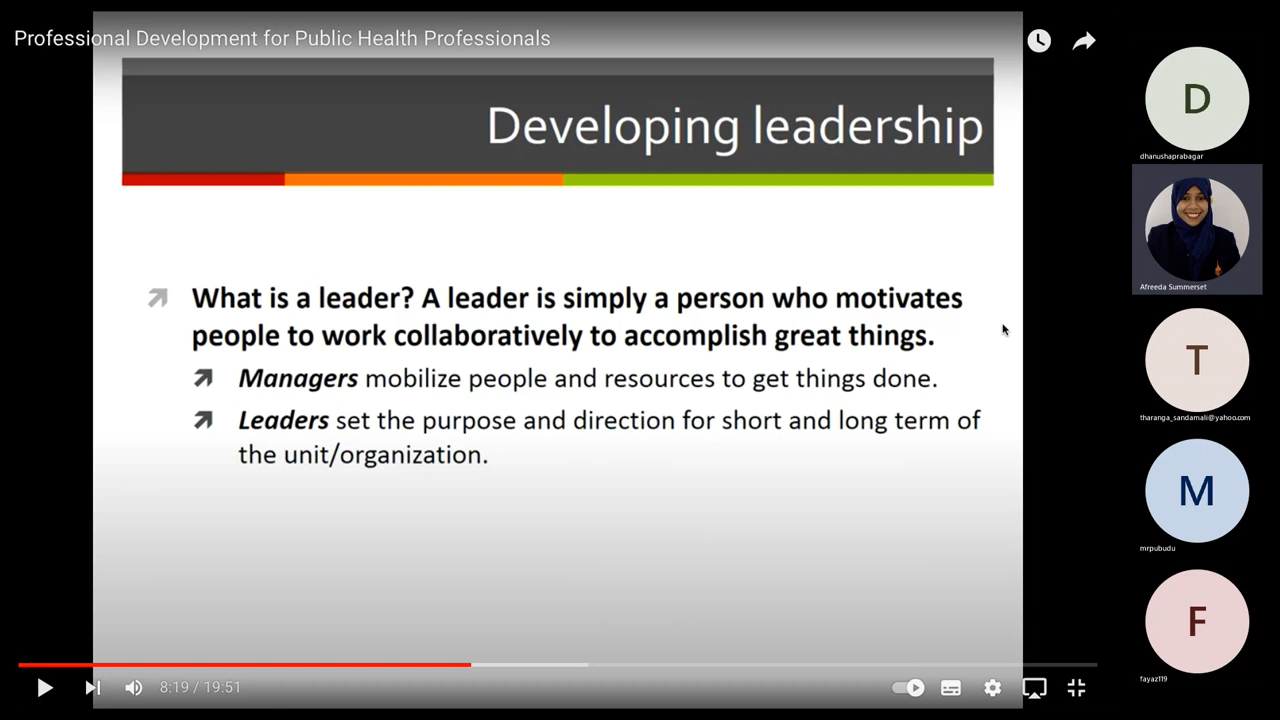 Professional Development for Public Health Professionals
Developing leadership
What is a leader? A leader is simply a person who motivates
people to work collaboratively to accomplish great things.
Managers mobilize people and resources to get things done.
Leaders set the purpose and direction for short and long term of
the unit/organization.
8:19 / 19:51
D
dhanushaprabagar
Afreeda Summerset
T
tharanga_sandamali@yahoo.com
M
mrpubudu
F
fayaz119